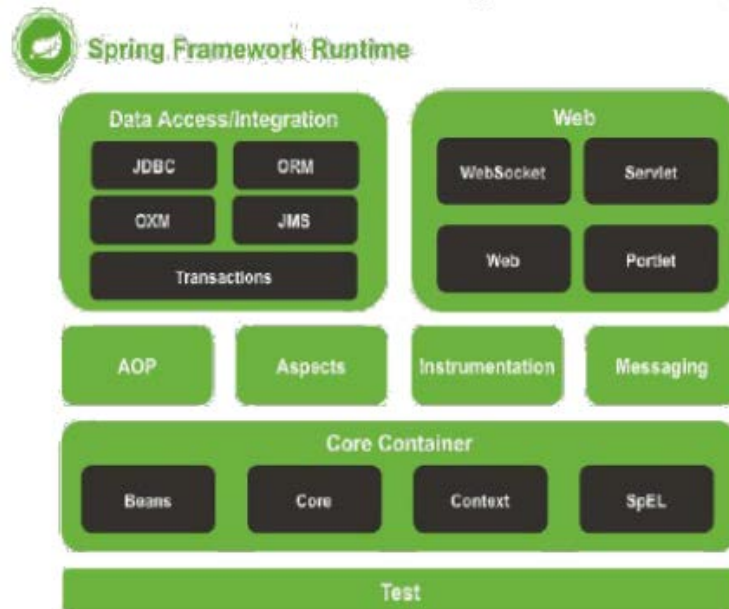 Spring Framework Runtime
Data Access/Integration
JDBC
ORM
OXM
JMS
Transactions
Web
WebSocket
Servlet
Web
Portlet
AOP
Aspects
Instrumentation
Messaging
Core Container
Beans
Core
Context
SpEL
Test